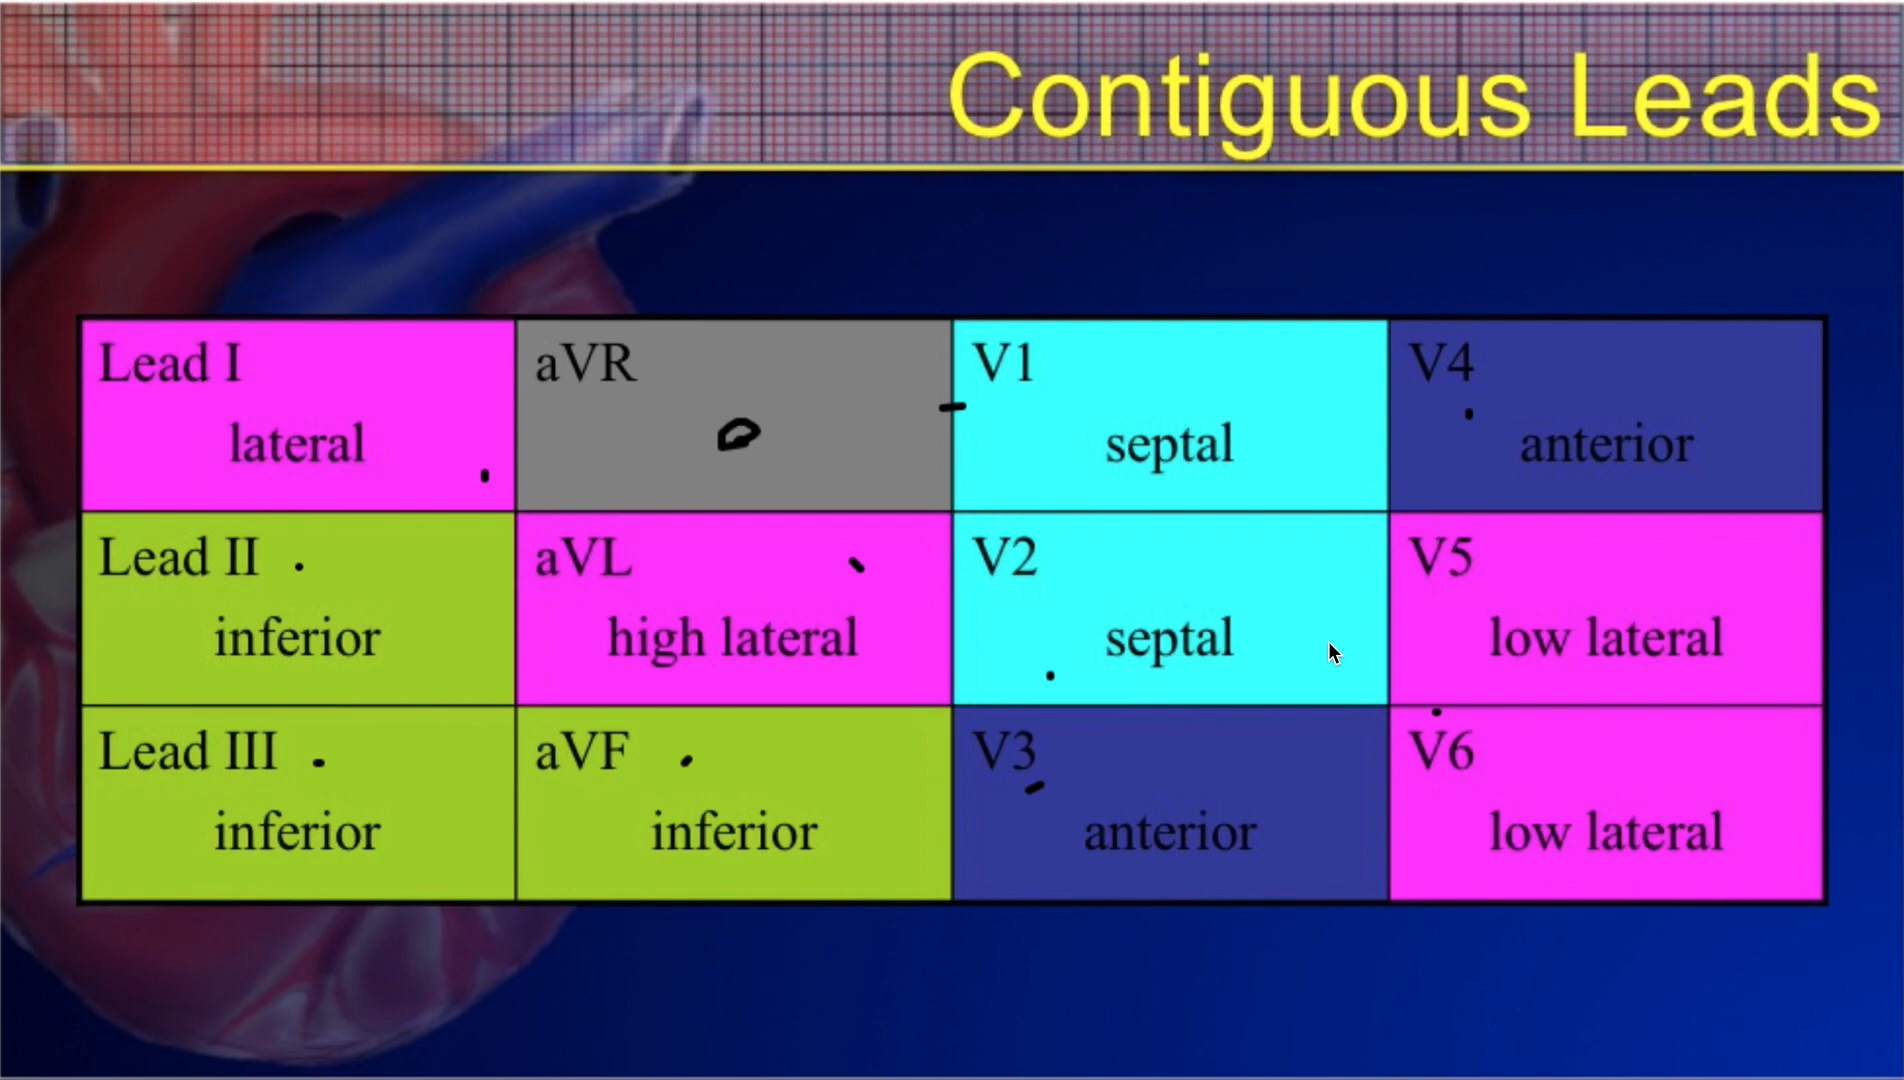 Contiguous Leads
Lead I
lateral
aVR
V1
septal
V4
anterior
Lead II
inferior
aVL
high lateral
V2
septal
V5
low lateral
Lead III
inferior
aVF
inferior
V3
anterior
V6
low lateral